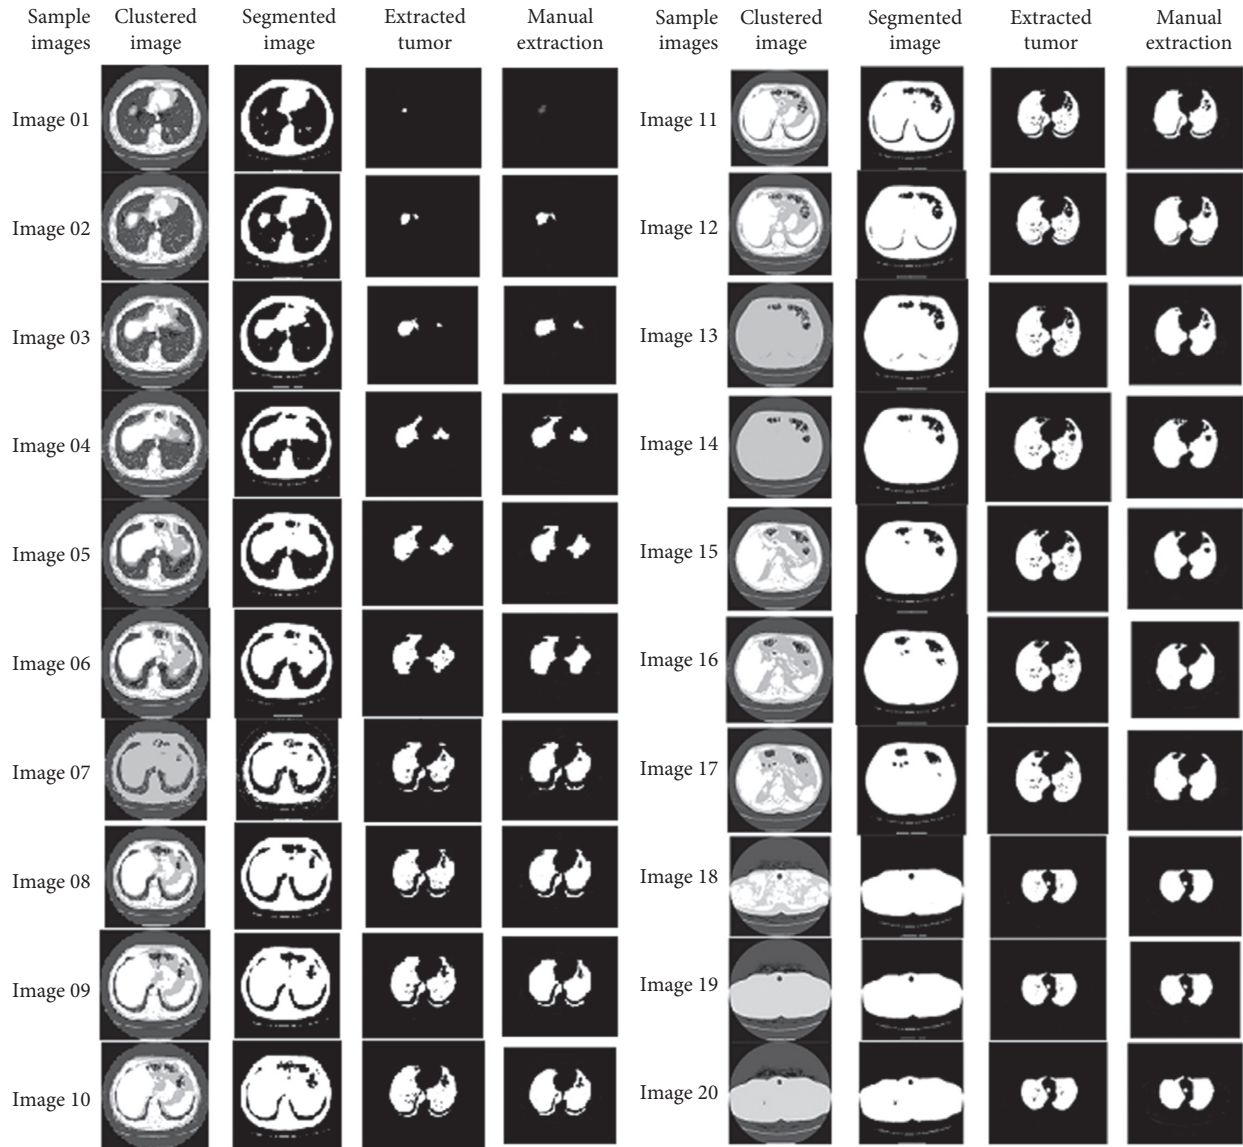 Sample images Clustered image Segmented image Extracted tumor Manual extraction
Image 01
Image 02
Image 03
Image 04
Image 05
Image 06
Image 07
Image 08
Image 09
Image 10
Sample images Clustered image Segmented image Extracted tumor Manual extraction
Image 11
Image 12
Image 13
Image 14
Image 15
Image 16
Image 17
Image 18
Image 19
Image 20